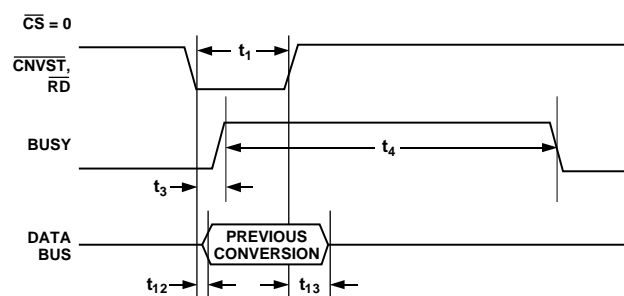 CS = 0
t1
CNVST,
RD
BUSY
t4
t3
DATA
BUS
PREVIOUS
CONVERSION
t12
t13